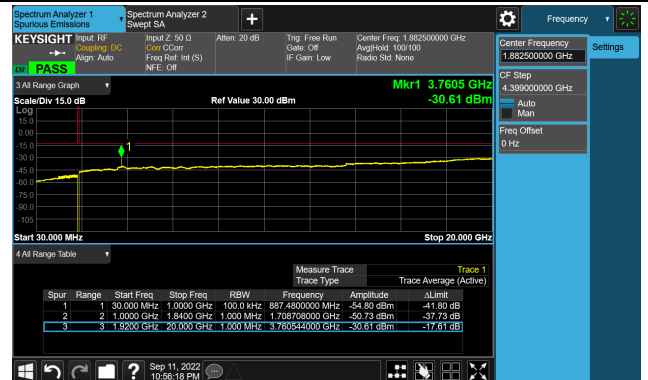 Spectrum Analyzer 1
Spurious Emissions
Spectrum Analyzer 2
Swept SA
Frequency
KEYSIGHT Input: RF Input Z: 50 Ω Atten: 20 dB Trig: Free Run Center Freq: 1.882500000 GHz
Coupling: DC Corr CCorr Gate: Off Avg|Hold: 100/100
Align: Auto Freq Ref: Int (S) IF Gain: Low Radio Std: None
NFE: Off
PASS
Center Frequency
1.882500000 GHz
Settings
CF Step
4.399000000 GHz
Auto
Man
Freq Offset
0 Hz
3 All Range Graph
Mkr1 3.7605 GHz
Scale/Div 15.0 dB Ref Value 30.00 dBm -30.61 dBm
Log
15.0
0.00
-15.0
1
-30.0
-45.0
-60.0
-75.0
-90.0
-105
Start 30.000 MHz Stop 20.000 GHz
4 All Range Table
Measure Trace Trace 1
Trace Type Trace Average (Active)
Spur Range Start Freq Stop Freq RBW Frequency Amplitude ΔLimit
1 1 30.000 MHz 1.0000 GHz 100.0 kHz 887.4800000 MHz -54.80 dBm -41.80 dB
2 2 1.0000 GHz 1.8400 GHz 1.000 MHz 1.708708000 GHz -50.73 dBm -37.73 dB
3 3 1.9200 GHz 20.000 GHz 1.000 MHz 3.760544000 GHz -30.61 dBm -17.61 dB
Sep 11, 2022
10:56:18 PM